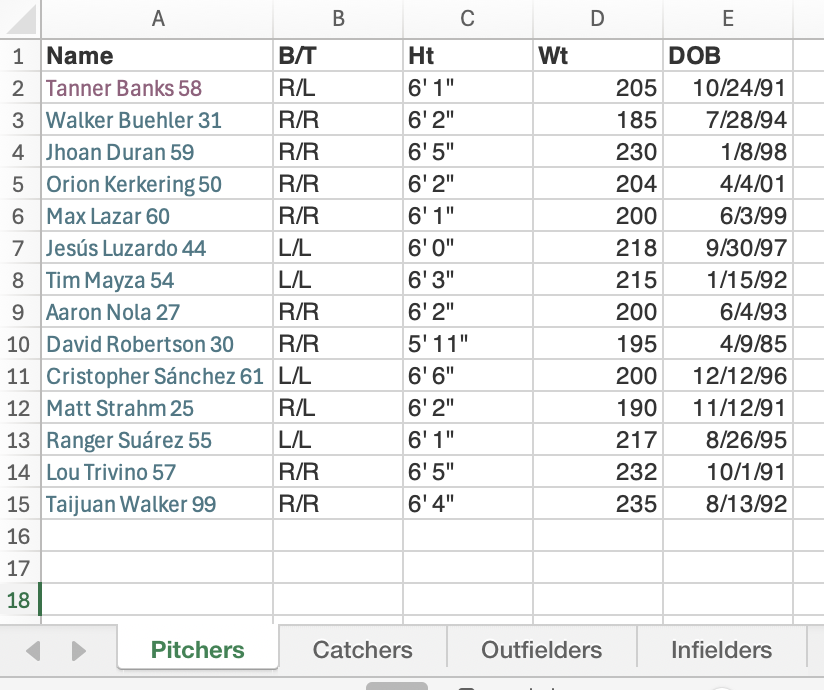 A B C D E
1 Name B/T Ht Wt DOB
2 Tanner Banks 58 R/L 6' 1" 205 10/24/91
3 Walker Buehler 31 R/R 6' 2" 185 7/28/94
4 Jhoan Duran 59 R/R 6' 5" 230 1/8/98
5 Orion Kerkering 50 R/R 6' 2" 204 4/4/01
6 Max Lazar 60 R/R 6' 1" 200 6/3/99
7 Jesús Luzardo 44 L/L 6' 0" 218 9/30/97
8 Tim Mayza 54 L/L 6' 3" 215 1/15/92
9 Aaron Nola 27 R/R 6' 2" 200 6/4/93
10 David Robertson 30 R/R 5' 11" 195 4/9/85
11 Cristopher Sánchez 61 L/L 6' 6" 200 12/12/96
12 Matt Strahm 25 R/L 6' 2" 190 11/12/91
13 Ranger Suárez 55 L/L 6' 1" 217 8/26/95
14 Lou Trivino 57 R/R 6' 5" 232 10/1/91
15 Taijuan Walker 99 R/R 6' 4" 235 8/13/92
16
17
18
Pitchers Catchers Outfielders Infielders